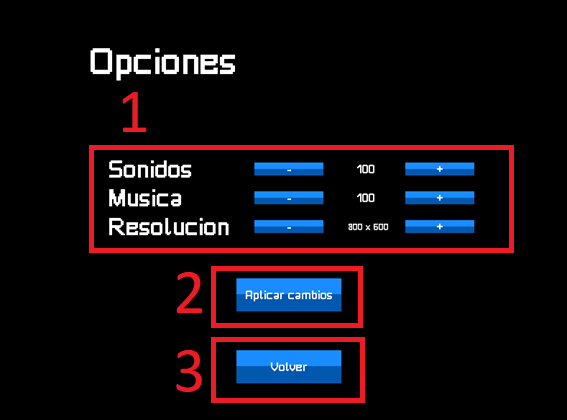 Opciones
1
Sonidos - 100 +
Musica - 100 +
Resolucion - 800 x 600 +
2 Aplicar cambios
3 Volver